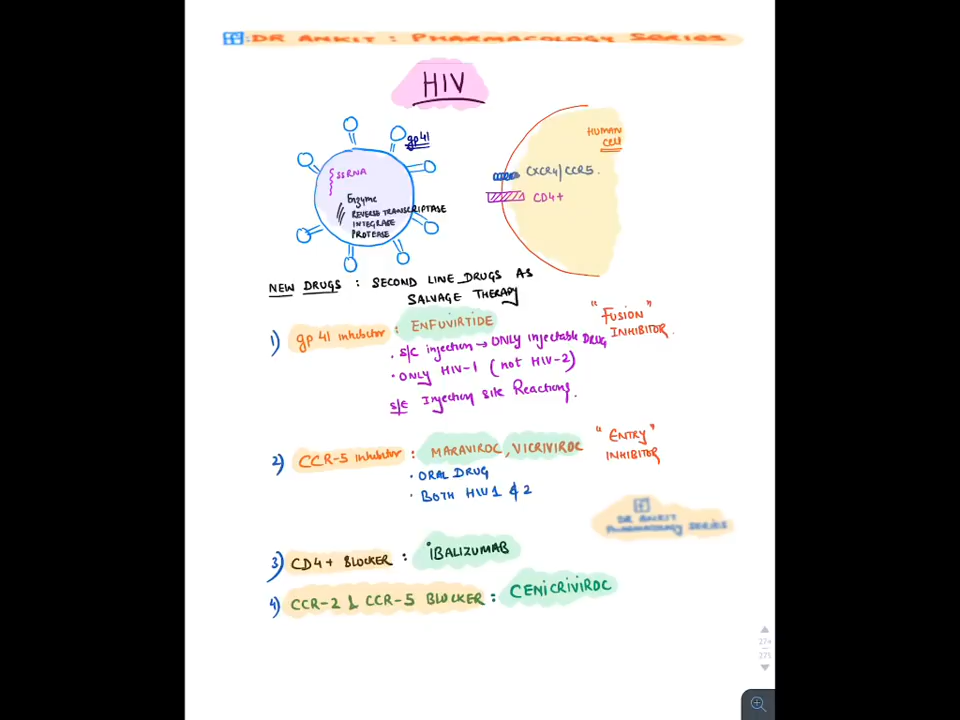 DR ANKIT : PHARMACOLOGY SERIES
HIV
gp41
SSRNA
Enzyme
REVERSE TRANSCRIPTASE
INTEGRADE
PROTEASE
HUMAN
cell
CXCR4/CCR5.
CD4+
NEW DRUGS : SECOND LINE DRUGS AS
SALVAGE THERAPY
1) gp 41 inhibitor : ENFUVIRTIDE
"FUSION"
INHIBITOR.
• S/C injection → ONLY injectable DRUG
• ONLY HIV-1 (not HIV-2)
s/e Injection site Reactions.
2) CCR-5 inhibitor : MARAVIROC, VICRIVIROC
"ENTRY"
INHIBITOR
• ORAL DRUG
• BOTH HIV1 & 2
DR ANKIT
PHARMACOLOGY SERIES
3) CD4+ BLOCKER : iBALIZUMAB
4) CCR-2 & CCR-5 BLOCKER : CENICRIVIROC
271